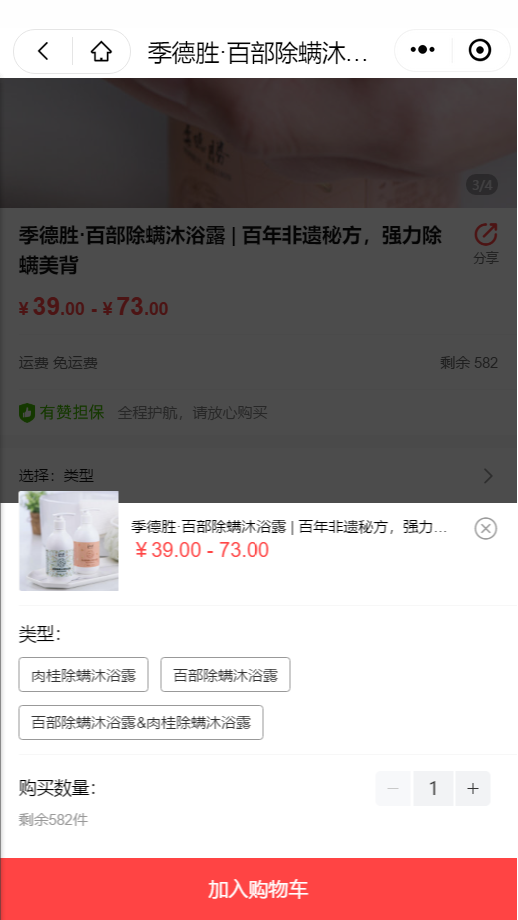 季德胜·百部除螨沐…
3/4
季德胜·百部除螨沐浴露 | 百年非遗秘方，强力除
螨美背
分享
¥ 39.00 - ¥ 73.00
运费 免运费
剩余 582
有赞担保 全程护航，请放心购买
选择：类型
季德胜·百部除螨沐浴露 | 百年非遗秘方，强力…
¥ 39.00 - 73.00
类型：
肉桂除螨沐浴露
百部除螨沐浴露
百部除螨沐浴露&肉桂除螨沐浴露
购买数量：
− 1 +
剩余582件
加入购物车